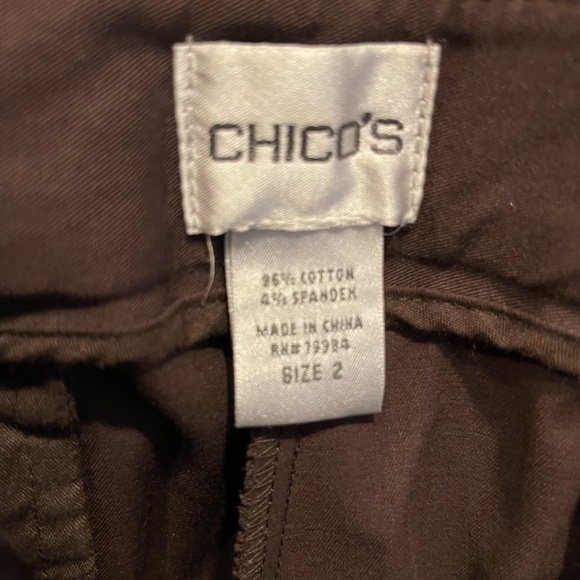 CHICO'S
96% COTTON
4% SPANDEX
MADE IN CHINA
RN# 79984
SIZE 2